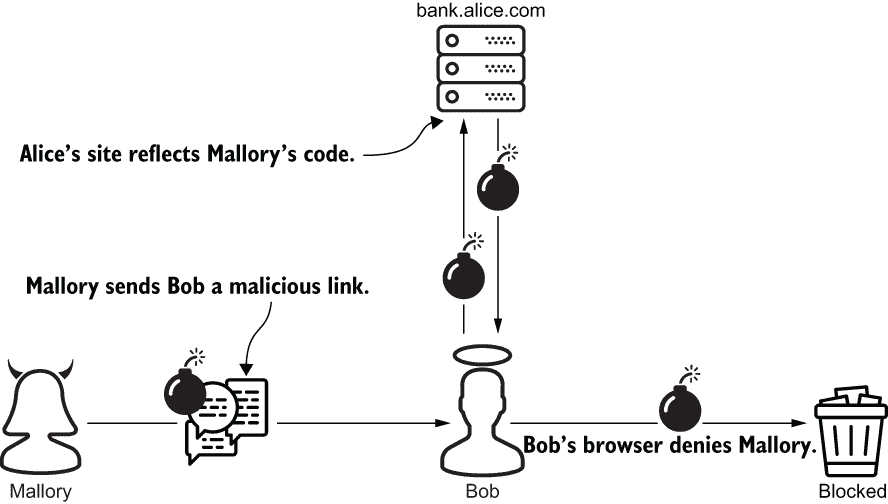 bank.alice.com
Alice’s site reflects Mallory’s code.
Mallory sends Bob a malicious link.
Bob’s browser denies Mallory.
Mallory
Bob
Blocked